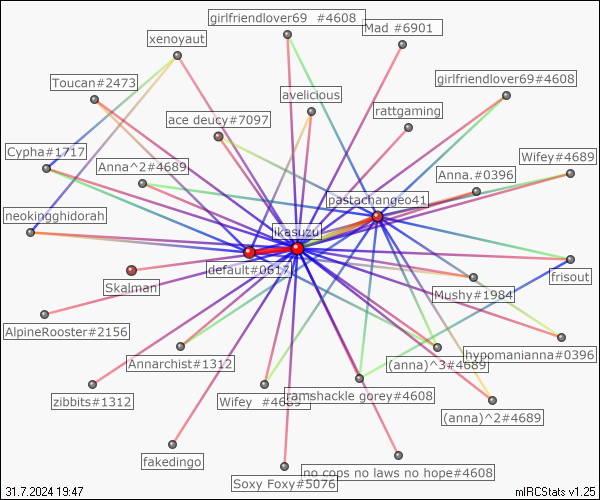 girlfriendlover69 #4608
Mad #6901
xenoyaut
Toucan#2473
girlfriendlover69#4608
avelicious
ace deucy#7097
rattgaming
Cypha#1717
Wifey#4689
Anna^2#4689
Anna.#0396
pastachangeo41
neokingghidorah
ikasuzu
default#0617
frisout
Skalman
Mushy#1984
AlpineRooster#2156
Annarchist#1312
(anna)^3#4689
hypomanianna#0396
zibbits#1312
Wifey #4689
ramshackle gorey#4608
(anna)^2#4689
fakedingo
Soxy Foxy#5076
no cops no laws no hope#4608
31.7.2024 19:47
mIRCStats v1.25